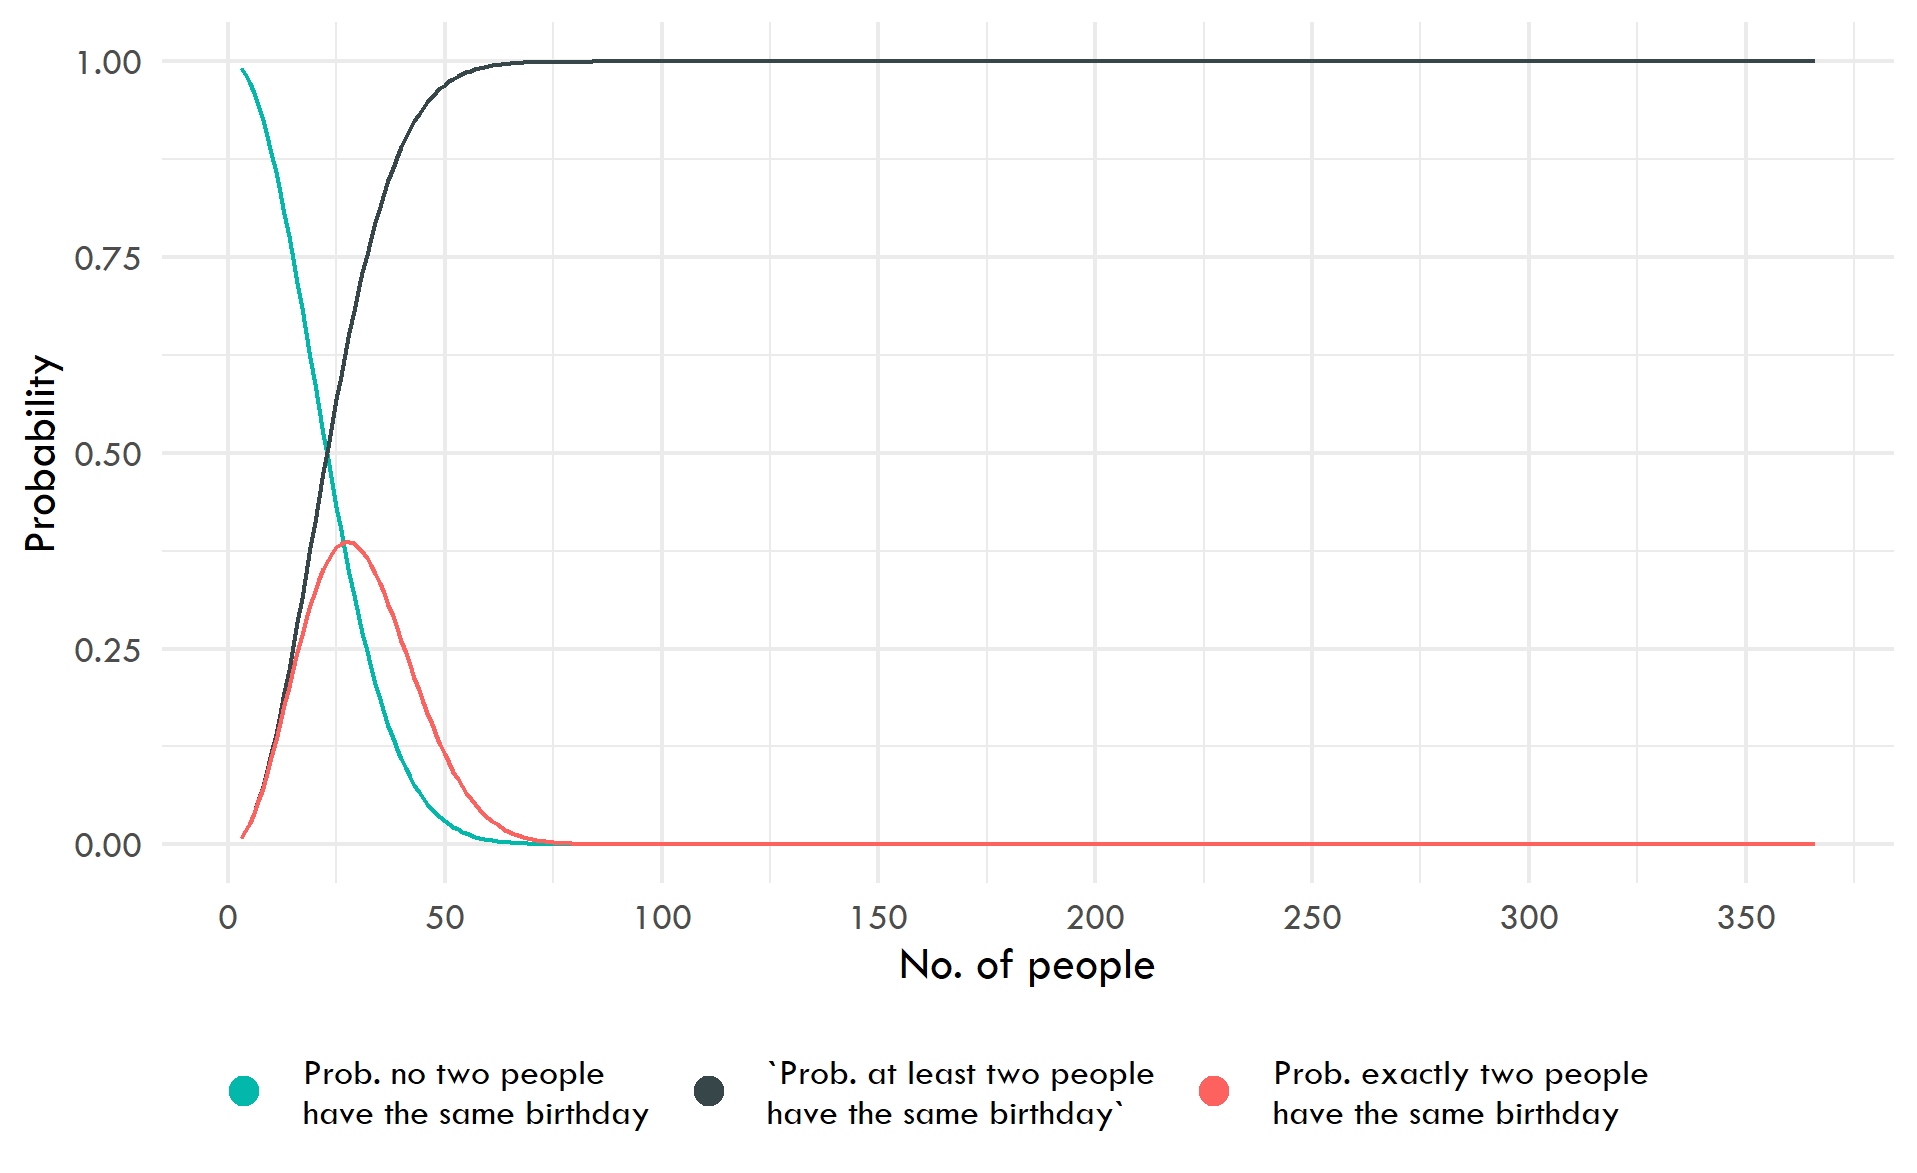 1.00
0.75
0.50
0.25
0.00
Probability
0
50
100
150
200
250
300
350
No. of people
Prob. no two people
have the same birthday
`Prob. at least two people
have the same birthday`
Prob. exactly two people
have the same birthday